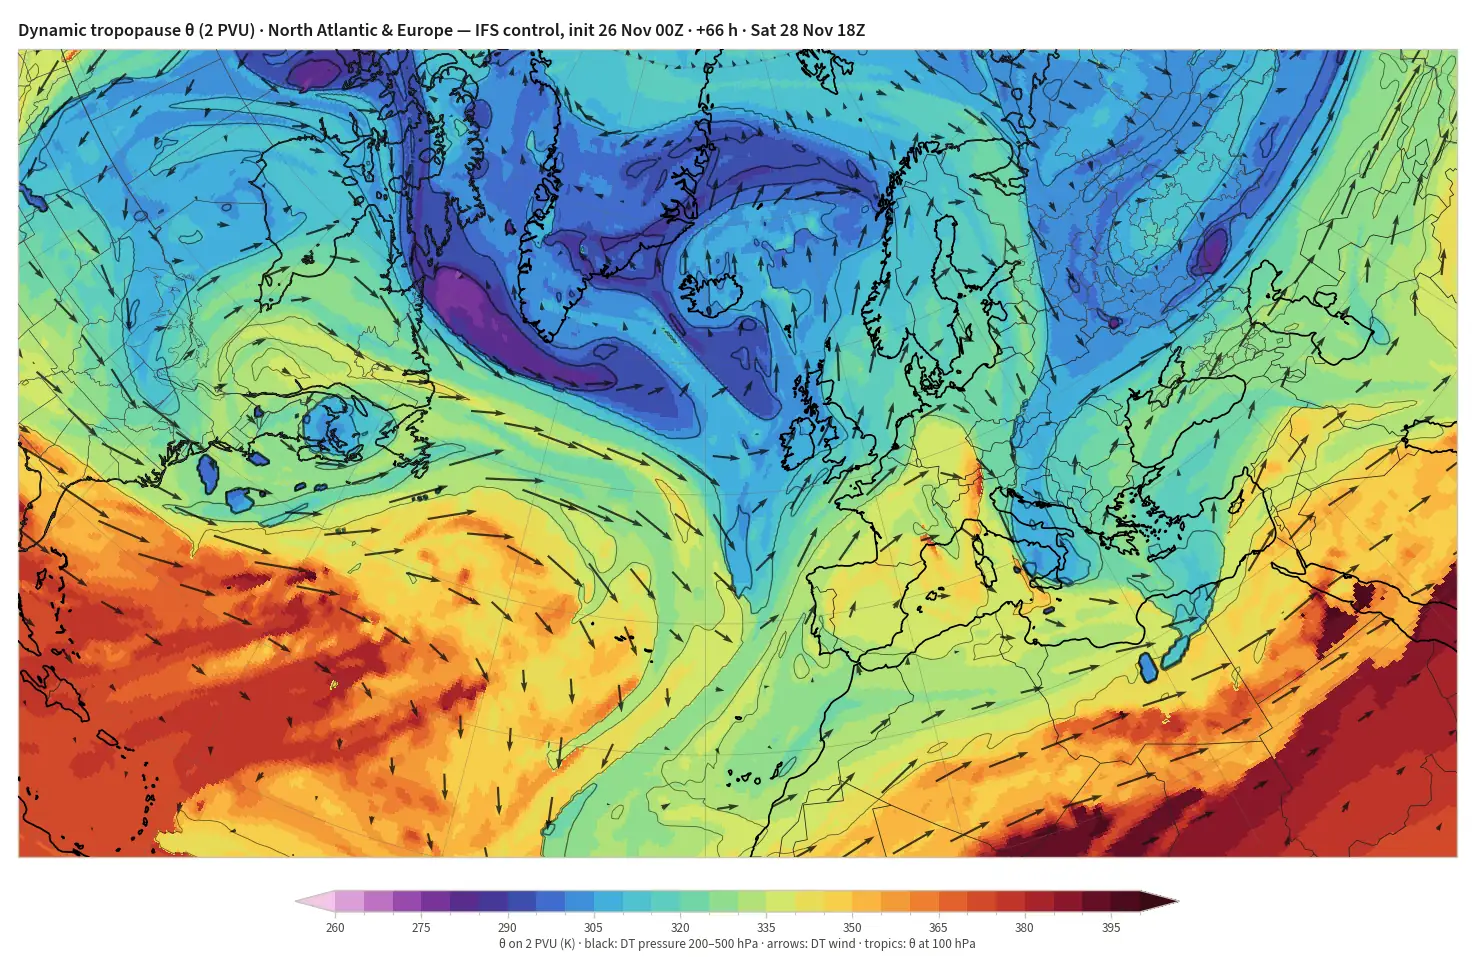 Dynamic tropopause θ (2 PVU) · North Atlantic & Europe — IFS control, init 26 Nov 00Z · +66 h · Sat 28 Nov 18Z
260 275 290 305 320 335 350 365 380 395
θ on 2 PVU (K) · black: DT pressure 200–500 hPa · arrows: DT wind · tropics: θ at 100 hPa